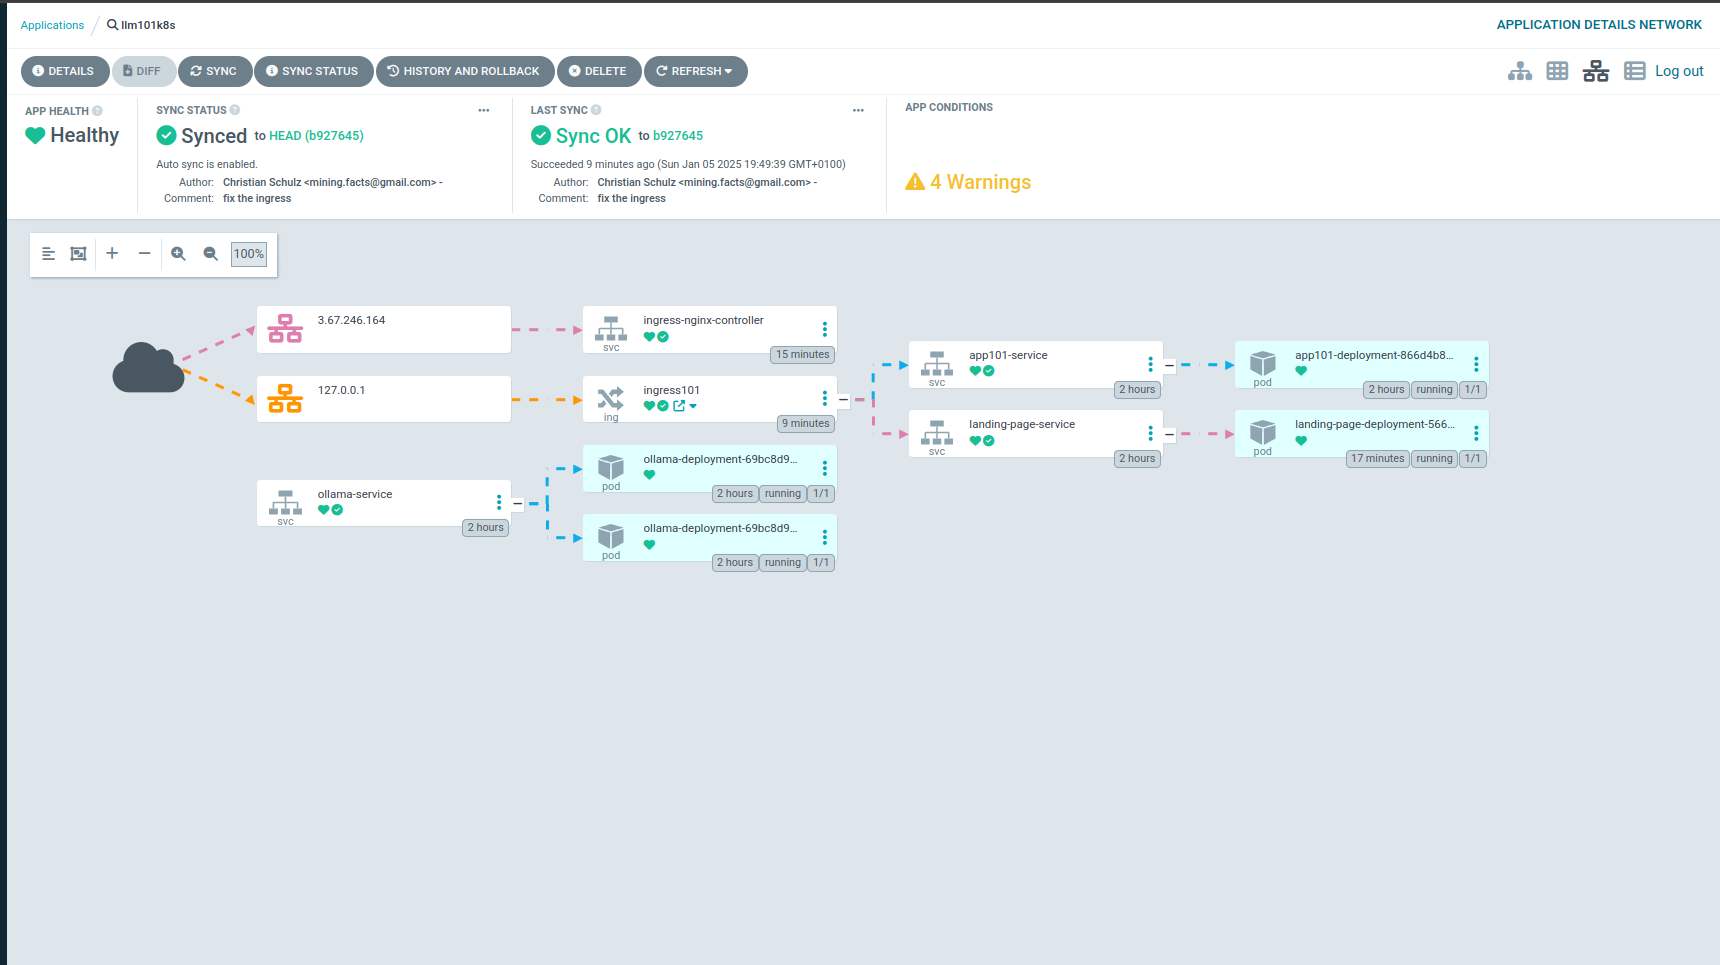 Applications / llm101k8s
APPLICATION DETAILS NETWORK
DETAILS DIFF SYNC SYNC STATUS HISTORY AND ROLLBACK DELETE REFRESH
Log out
APP HEALTH
Healthy
SYNC STATUS
Synced to HEAD (b927645)
Auto sync is enabled.
Author: Christian Schulz <mining.facts@gmail.com> -
Comment: fix the ingress
LAST SYNC
Sync OK to b927645
Succeeded 9 minutes ago (Sun Jan 05 2025 19:49:39 GMT+0100)
Author: Christian Schulz <mining.facts@gmail.com> -
Comment: fix the ingress
APP CONDITIONS
4 Warnings
100%
3.67.246.164
ingress-nginx-controller
svc
15 minutes
127.0.0.1
ingress101
ing
9 minutes
app101-service
svc
2 hours
app101-deployment-866d4b8...
pod
2 hours running 1/1
landing-page-service
svc
2 hours
landing-page-deployment-566...
pod
17 minutes running 1/1
ollama-service
svc
2 hours
ollama-deployment-69bc8d9...
pod
2 hours running 1/1
ollama-deployment-69bc8d9...
pod
2 hours running 1/1